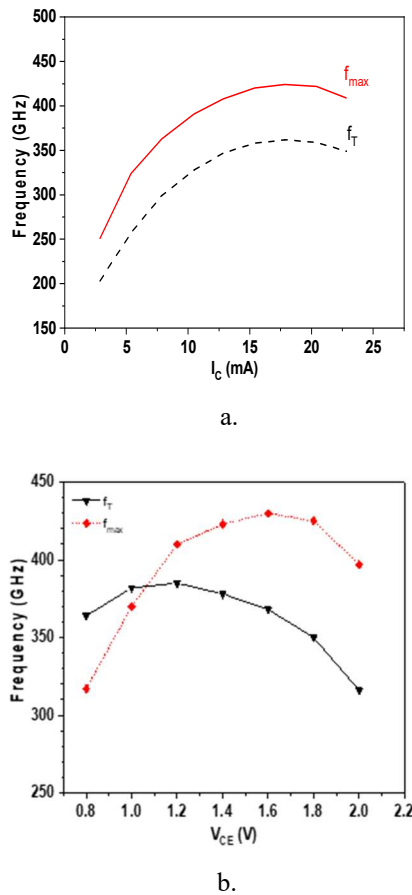 500
450
400
350
300
250
200
150
Frequency (GHz)
f_max
f_T
0 5 10 15 20 25
I_C (mA)
a.
450
400
350
300
250
Frequency (GHz)
f_T
f_max
0.8 1.0 1.2 1.4 1.6 1.8 2.0 2.2
V_CE (V)
b.